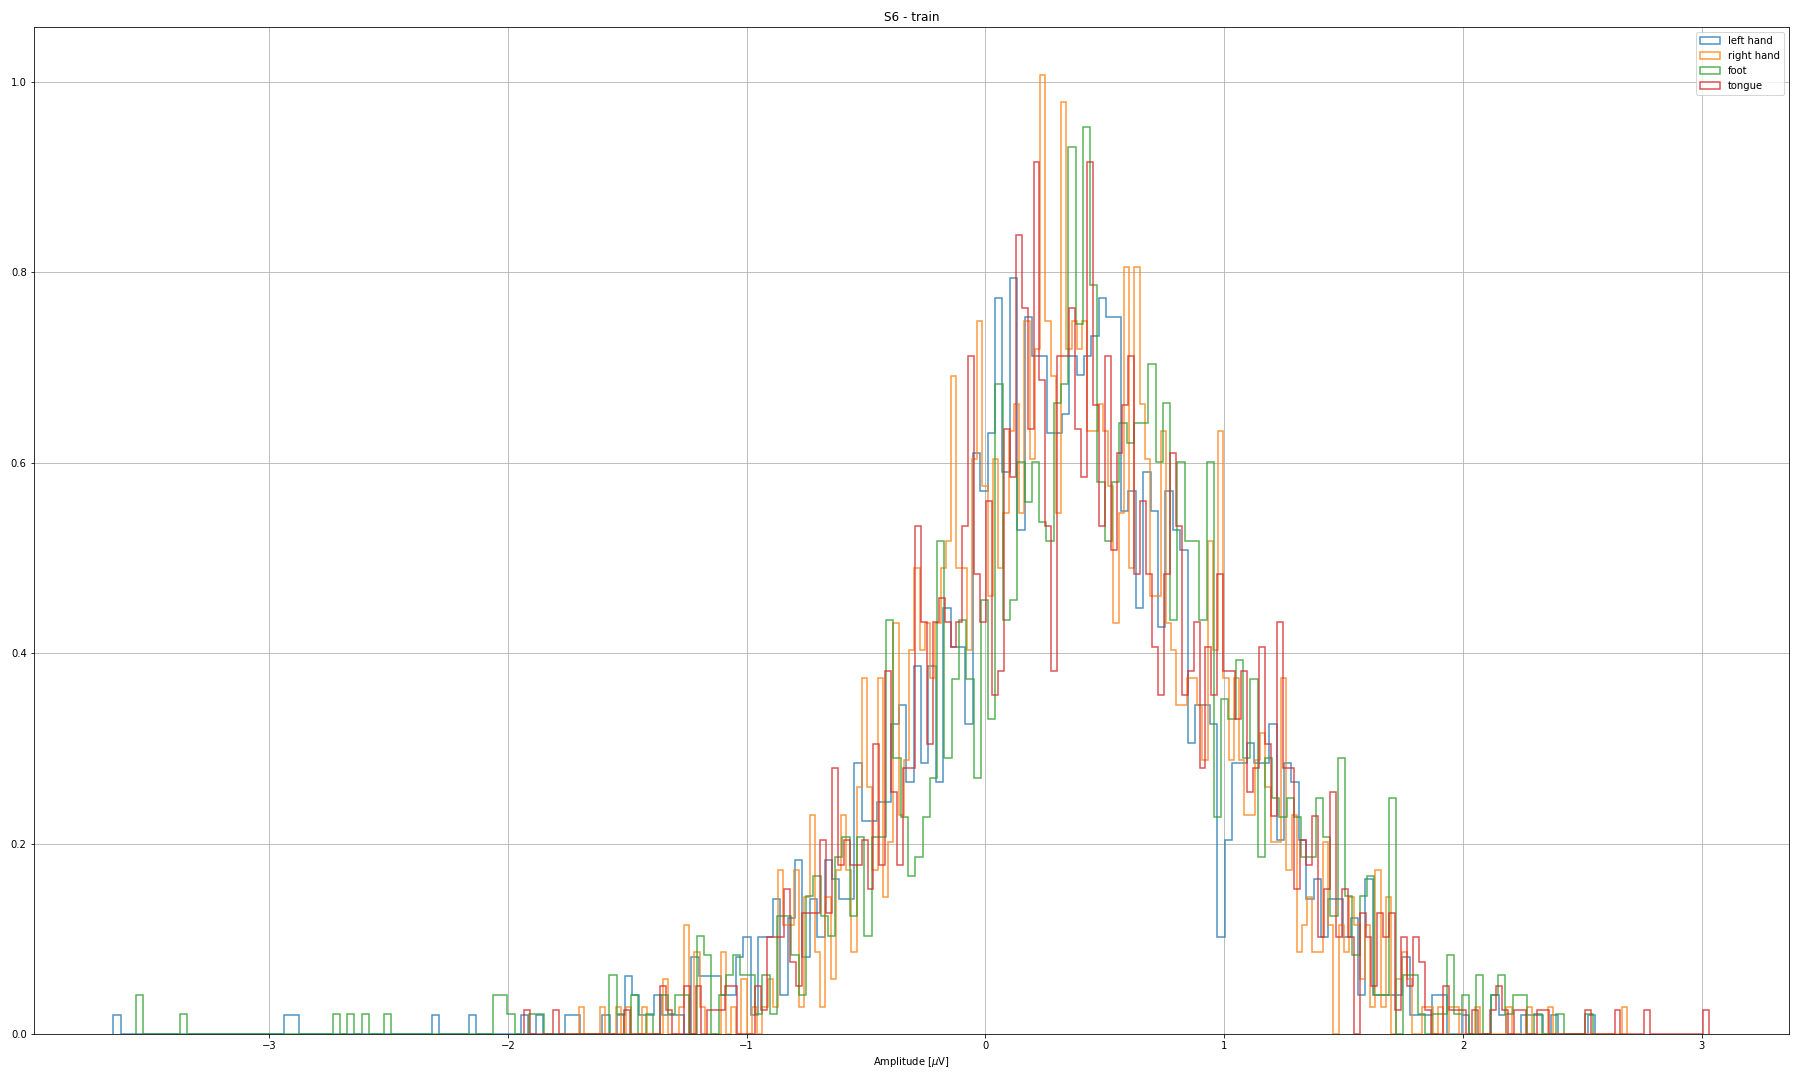 S6 - train
left hand
right hand
foot
tongue
1.0
0.8
0.6
0.4
0.2
0.0
−3 −2 −1 0 1 2 3
Amplitude [μV]